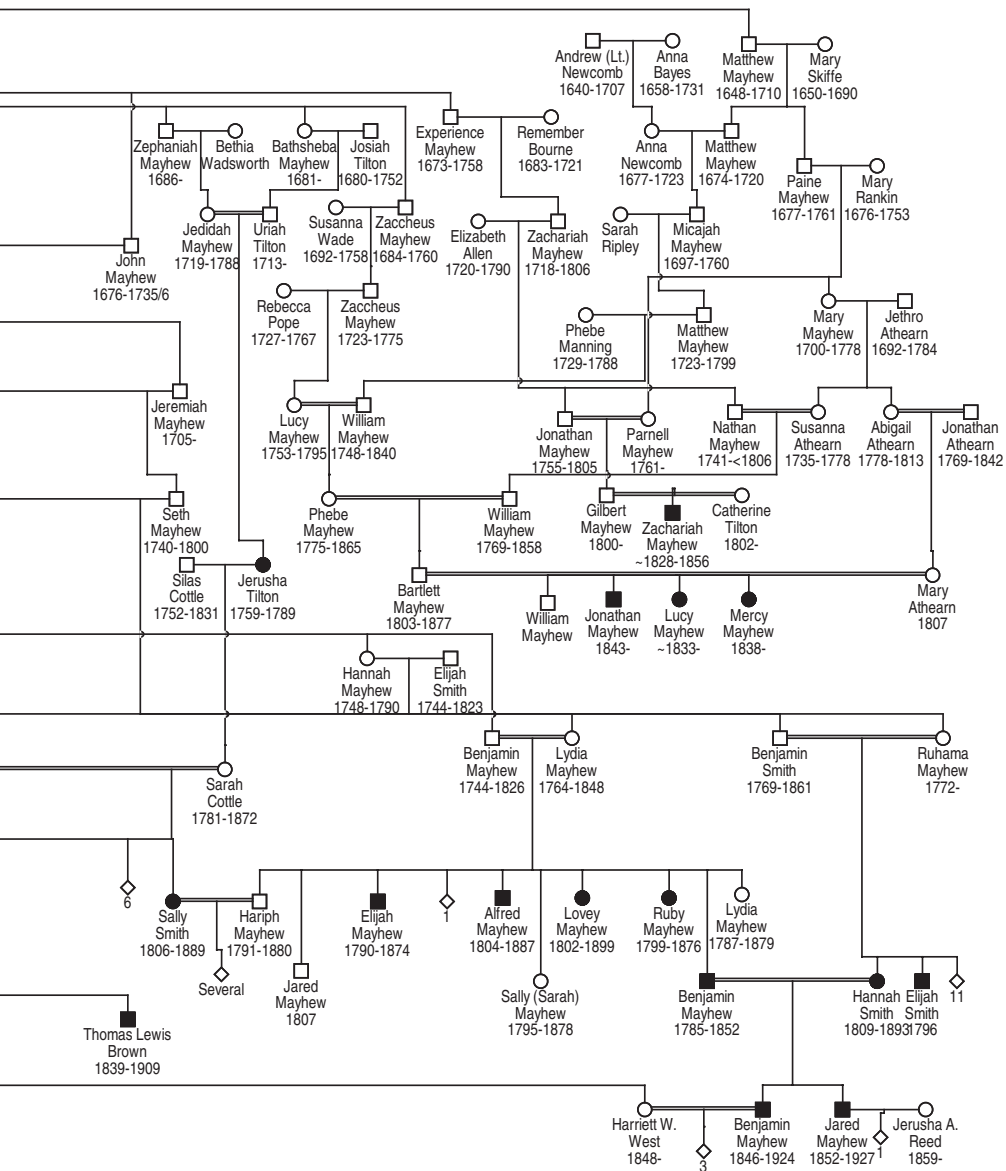 Andrew (Lt.)
Newcomb
1640-1707
Anna
Bayes
1658-1731
Matthew
Mayhew
1648-1710
Mary
Skiffe
1650-1690
Zephaniah
Mayhew
1686-
Bethia
Wadsworth
Bathsheba
Mayhew
1681-
Josiah
Tilton
1680-1752
Experience
Mayhew
1673-1758
Remember
Bourne
1683-1721
Anna
Newcomb
1677-1723
Matthew
Mayhew
1674-1720
Paine
Mayhew
1677-1761
Mary
Rankin
1676-1753
John
Mayhew
1676-1735/6
Jedidah
Mayhew
1719-1788
Uriah
Tilton
1713-
Susanna
Wade
1692-1758
Zaccheus
Mayhew
1684-1760
Elizabeth
Allen
1720-1790
Zachariah
Mayhew
1718-1806
Sarah
Ripley
Micajah
Mayhew
1697-1760
Rebecca
Pope
1727-1767
Zaccheus
Mayhew
1723-1775
Phebe
Manning
1729-1788
Matthew
Mayhew
1723-1799
Mary
Mayhew
1700-1778
Jethro
Athearn
1692-1784
Jeremiah
Mayhew
1705-
Lucy
Mayhew
1753-1795
William
Mayhew
1748-1840
Jonathan
Mayhew
1755-1805
Parnell
Mayhew
1761-
Nathan
Mayhew
1741-<1806
Susanna
Athearn
1735-1778
Abigail
Athearn
1778-1813
Jonathan
Athearn
1769-1842
Seth
Mayhew
1740-1800
Phebe
Mayhew
1775-1865
William
Mayhew
1769-1858
Gilbert
Mayhew
1800-
Zachariah
Mayhew
~1828-1856
Catherine
Tilton
1802-
Silas
Cottle
1752-1831
Jerusha
Tilton
1759-1789
Bartlett
Mayhew
1803-1877
William
Mayhew
Jonathan
Mayhew
1843-
Lucy
Mayhew
~1833-
Mercy
Mayhew
1838-
Mary
Athearn
1807
Hannah
Mayhew
1748-1790
Elijah
Smith
1744-1823
Sarah
Cottle
1781-1872
Benjamin
Mayhew
1744-1826
Lydia
Mayhew
1764-1848
Benjamin
Smith
1769-1861
Ruhama
Mayhew
1772-
6
Sally
Smith
1806-1889
Hariph
Mayhew
1791-1880
Several
Jared
Mayhew
1807
Elijah
Mayhew
1790-1874
1
Alfred
Mayhew
1804-1887
Sally (Sarah)
Mayhew
1795-1878
Lovey
Mayhew
1802-1899
Ruby
Mayhew
1799-1876
Lydia
Mayhew
1787-1879
Benjamin
Mayhew
1785-1852
Hannah
Smith
1809-1893
Elijah
Smith
1796
11
Thomas Lewis
Brown
1839-1909
Harriett W.
West
1848-
3
Benjamin
Mayhew
1846-1924
Jared
Mayhew
1852-1927
1
Jerusha A.
Reed
1859-